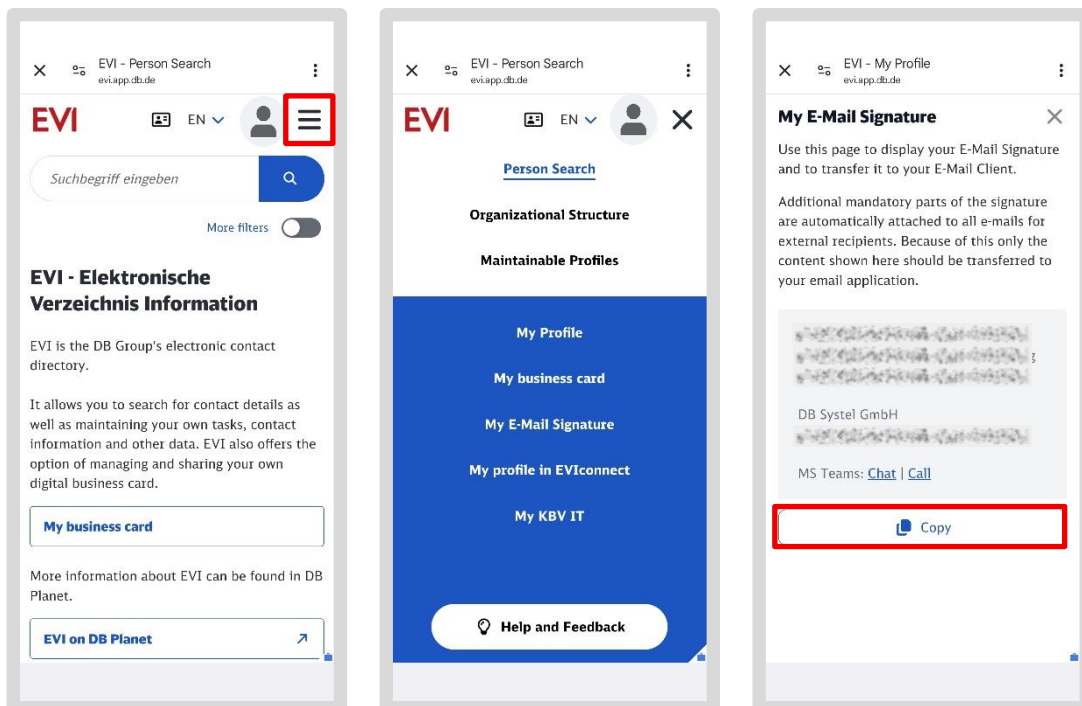 EVI - Person Search
evi.app.db.de
EVI
EN
Suchbegriff eingeben
More filters
EVI - Elektronische
Verzeichnis Information
EVI is the DB Group's electronic contact
directory.
It allows you to search for contact details as
well as maintaining your own tasks, contact
information and other data. EVI also offers the
option of managing and sharing your own
digital business card.
My business card
More information about EVI can be found in DB
Planet.
EVI on DB Planet
EVI - Person Search
evi.app.db.de
EVI
EN
Person Search
Organizational Structure
Maintainable Profiles
My Profile
My business card
My E-Mail Signature
My profile in EVIconnect
My KBV IT
Help and Feedback
EVI - My Profile
evi.app.db.de
My E-Mail Signature
Use this page to display your E-Mail Signature
and to transfer it to your E-Mail Client.
Additional mandatory parts of the signature
are automatically attached to all e-mails for
external recipients. Because of this only the
content shown here should be transferred to
your email application.
DB Systel GmbH
MS Teams: Chat | Call
Copy